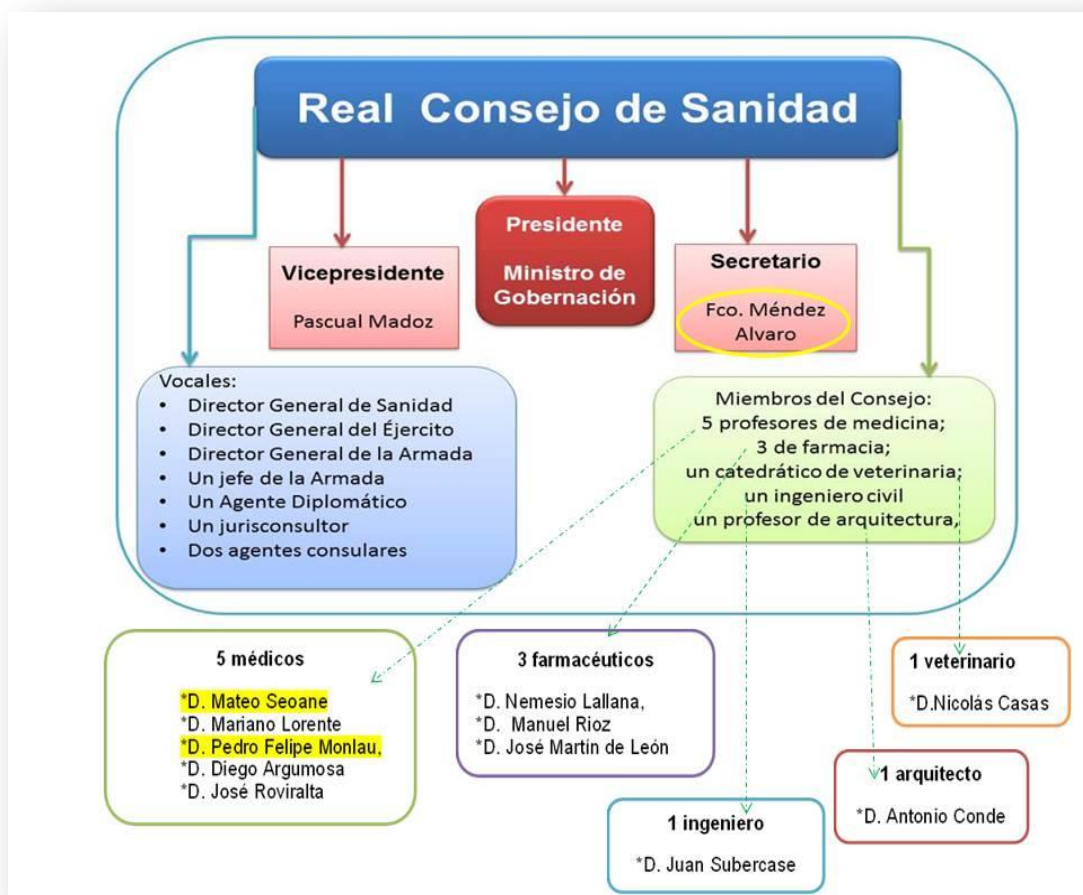 Real Consejo de Sanidad
Presidente
Ministro de
Gobernación
Vicepresidente
Pascual Madoz
Secretario
Fco. Méndez
Alvaro
Vocales:
• Director General de Sanidad
• Director General del Éjercito
• Director General de la Armada
• Un jefe de la Armada
• Un Agente Diplomático
• Un jurisconsultor
• Dos agentes consulares
Miembros del Consejo:
5 profesores de medicina;
3 de farmacia;
un catedrático de veterinaria;
un ingeniero civil
un profesor de arquitectura,
5 médicos
*D. Mateo Seoane
*D. Mariano Lorente
*D. Pedro Felipe Monlau,
*D. Diego Argumosa
*D. José Roviralta
3 farmacéuticos
*D. Nemesio Lallana,
*D. Manuel Rioz
*D. José Martín de León
1 veterinario
*D.Nicolás Casas
1 arquitecto
*D. Antonio Conde
1 ingeniero
*D. Juan Subercase